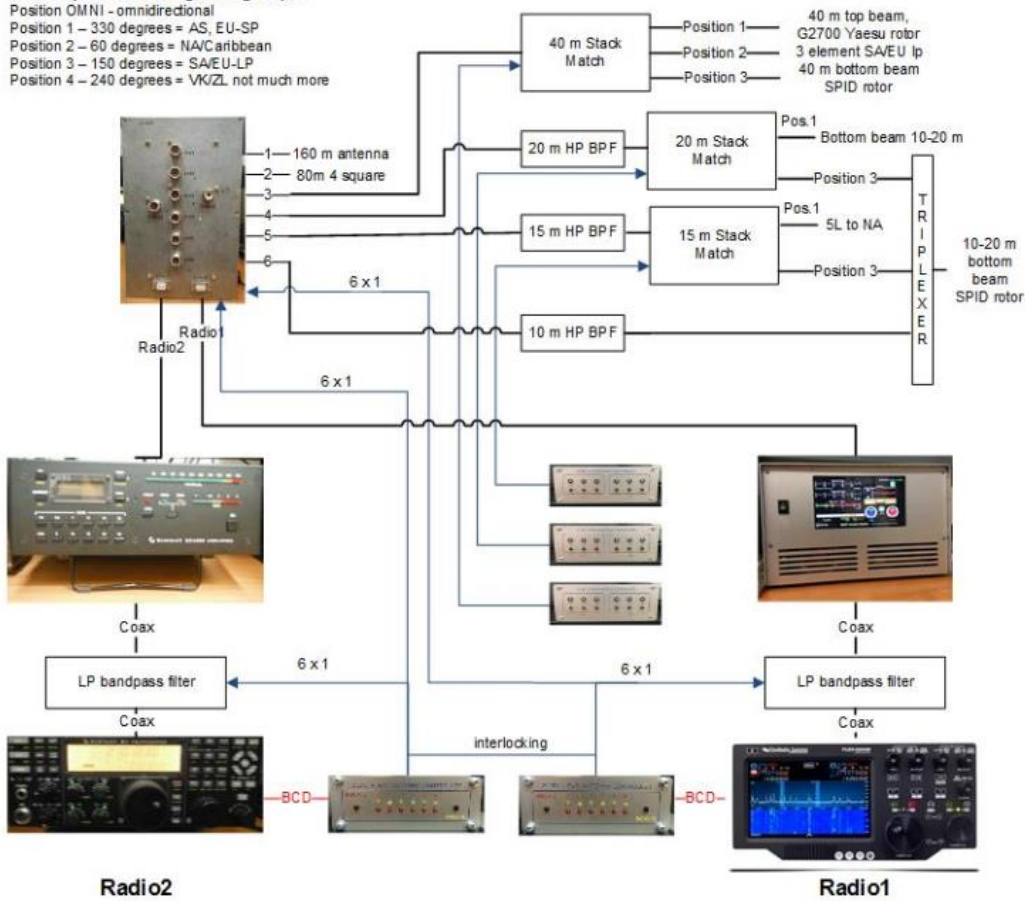 Position OMNI - omnidirectional
Position 1 – 330 degrees = AS, EU-SP
Position 2 – 60 degrees = NA/Caribbean
Position 3 – 150 degrees = SA/EU-LP
Position 4 – 240 degrees = VK/ZL not much more
40 m Stack
Match
Position 1
40 m top beam,
G2700 Yaesu rotor
Position 2
3 element SA/EU lp
Position 3
40 m bottom beam
SPID rotor
1
160 m antenna
2
80m 4 square
3
4
5
6
20 m HP BPF
20 m Stack
Match
Pos.1
Bottom beam 10-20 m
Position 3
15 m HP BPF
15 m Stack
Match
Pos.1
5L to NA
Position 3
TRIPLEXER
10-20 m
bottom
beam
SPID rotor
10 m HP BPF
6 x 1
Radio1
Radio2
6 x 1
Coax
Coax
LP bandpass filter
6 x 1
6 x 1
LP bandpass filter
Coax
Coax
interlocking
BCD
BCD
Radio2
Radio1